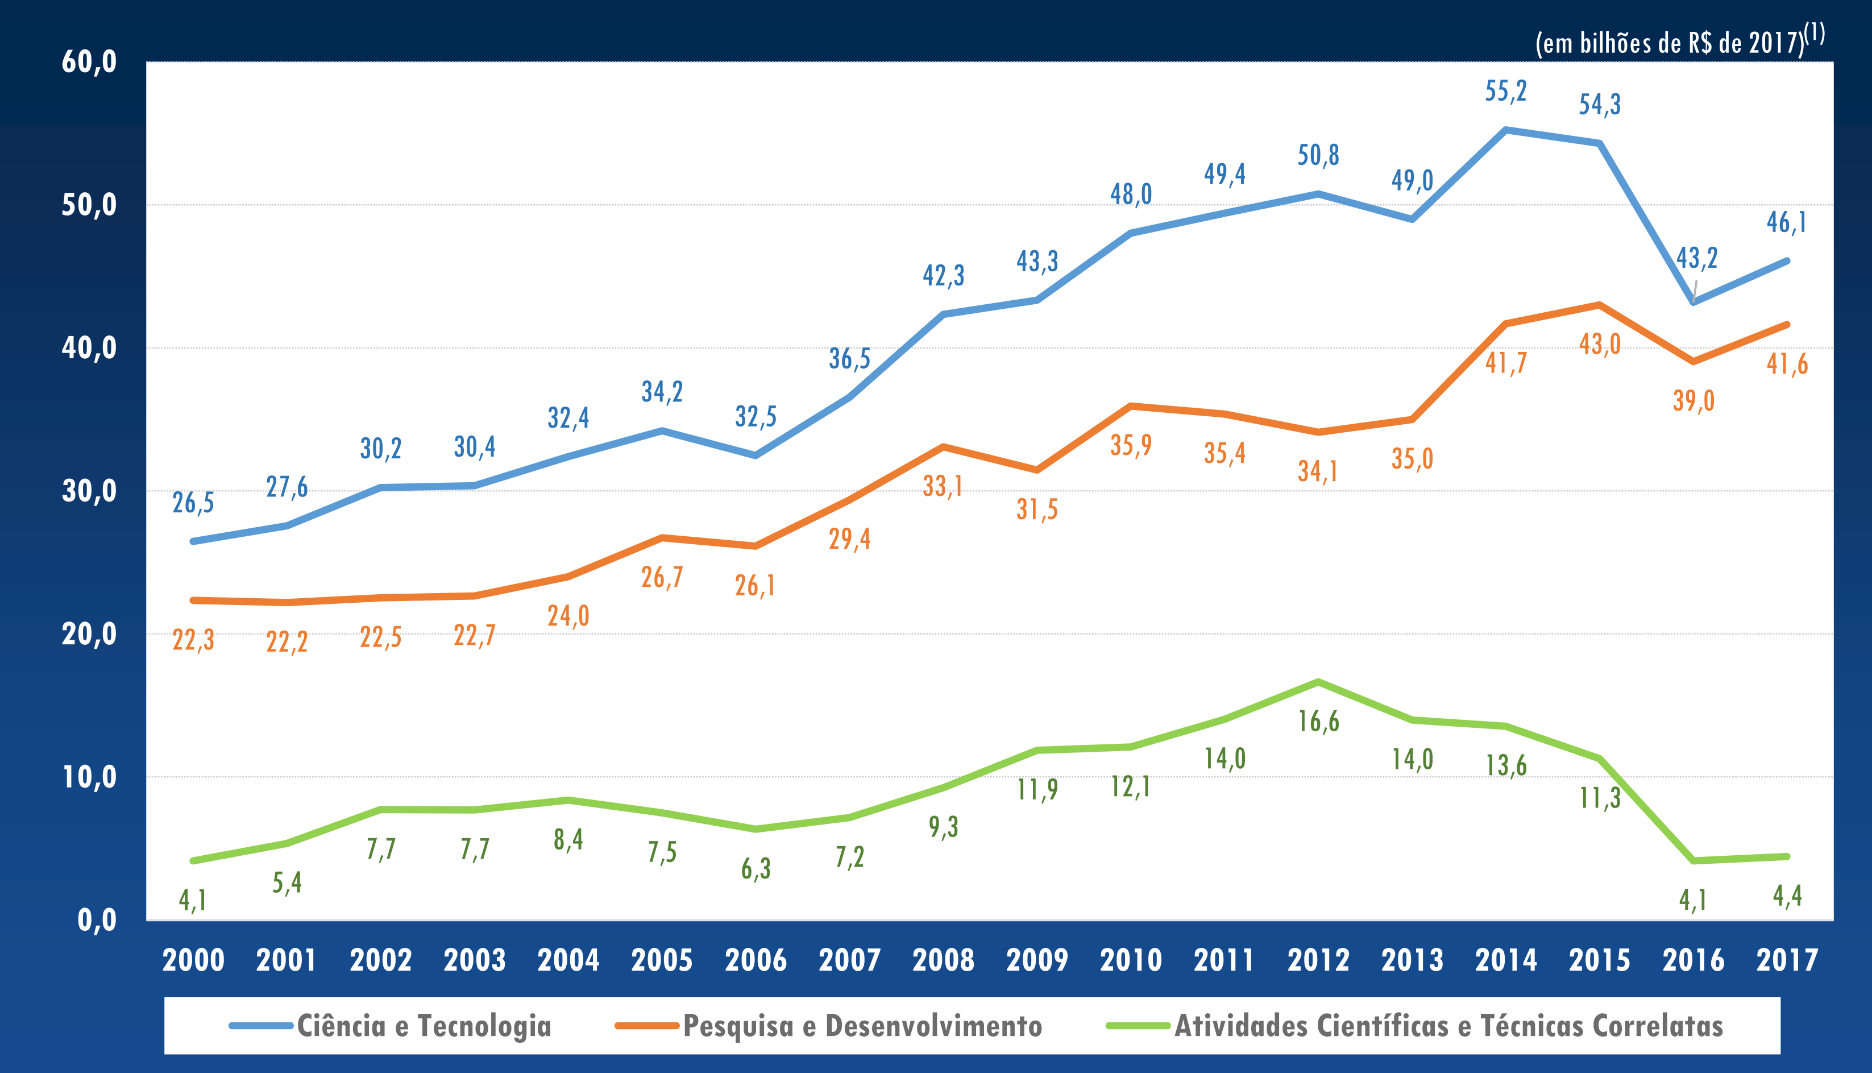 (em bilhões de R$ de 2017)(1)
60,0
50,0
40,0
30,0
20,0
10,0
0,0
26,5 27,6 30,2 30,4 32,4 34,2 32,5 36,5 42,3 43,3 48,0 49,4 50,8 49,0 55,2 54,3 43,2 46,1
22,3 22,2 22,5 22,7 24,0 26,7 26,1 29,4 33,1 31,5 35,9 35,4 34,1 35,0 41,7 43,0 39,0 41,6
4,1 5,4 7,7 7,7 8,4 7,5 6,3 7,2 9,3 11,9 12,1 14,0 16,6 14,0 13,6 11,3 4,1 4,4
2000 2001 2002 2003 2004 2005 2006 2007 2008 2009 2010 2011 2012 2013 2014 2015 2016 2017
Ciência e Tecnologia Pesquisa e Desenvolvimento Atividades Científicas e Técnicas Correlatas